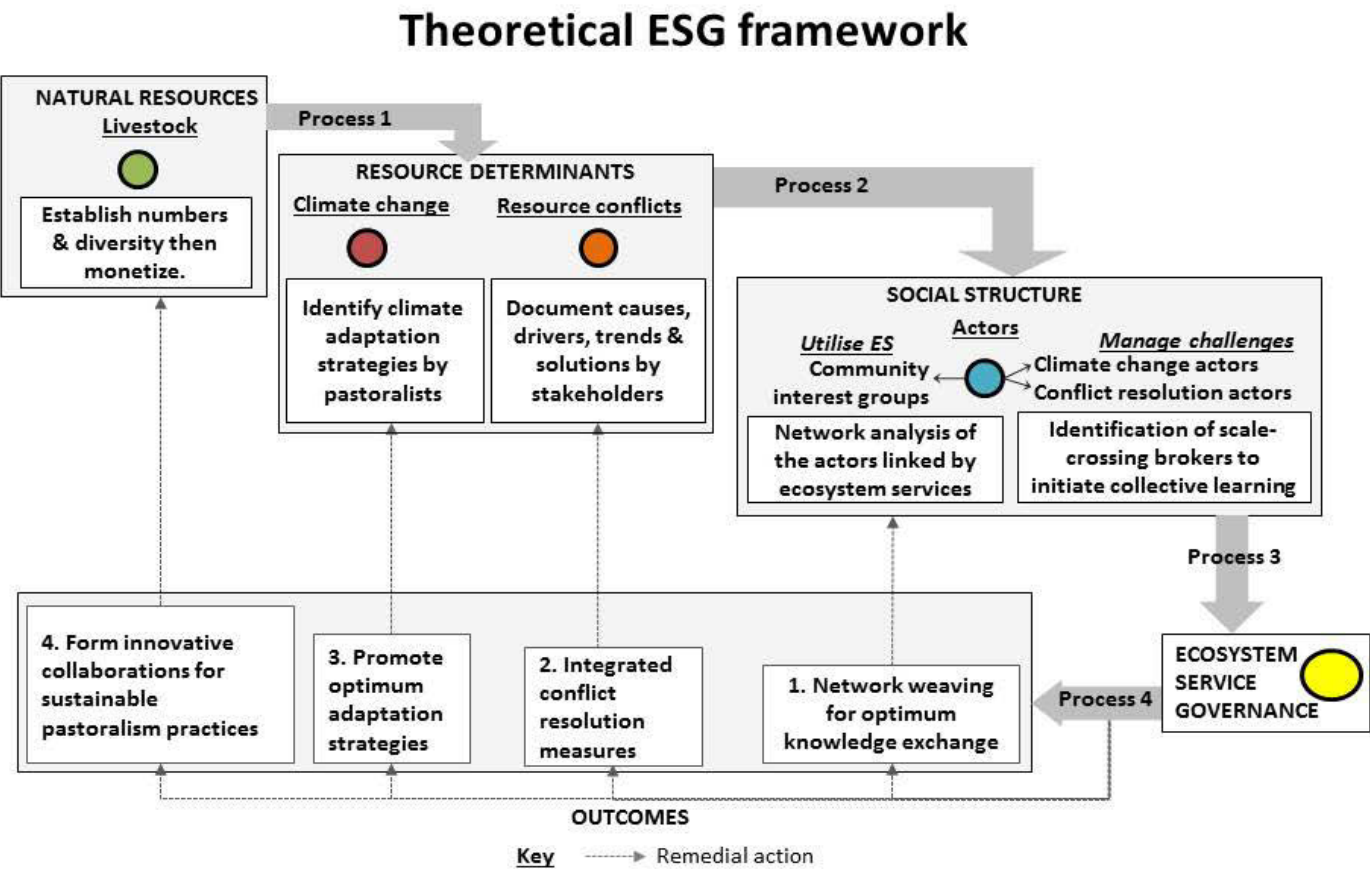 Theoretical ESG framework
NATURAL RESOURCES
Livestock
Establish numbers
& diversity then
monetize.
Process 1
RESOURCE DETERMINANTS
Climate change
Resource conflicts
Identify climate
adaptation
strategies by
pastoralists
Document causes,
drivers, trends &
solutions by
stakeholders
Process 2
SOCIAL STRUCTURE
Actors
Utilise ES
Community
interest groups
Manage challenges
Climate change actors
Conflict resolution actors
Network analysis of
the actors linked by
ecosystem services
Identification of scale-
crossing brokers to
initiate collective learning
Process 3
ECOSYSTEM
SERVICE
GOVERNANCE
Process 4
4. Form innovative
collaborations for
sustainable
pastoralism practices
3. Promote
optimum
adaptation
strategies
2. Integrated
conflict
resolution
measures
1. Network weaving
for optimum
knowledge exchange
OUTCOMES
Key
Remedial action